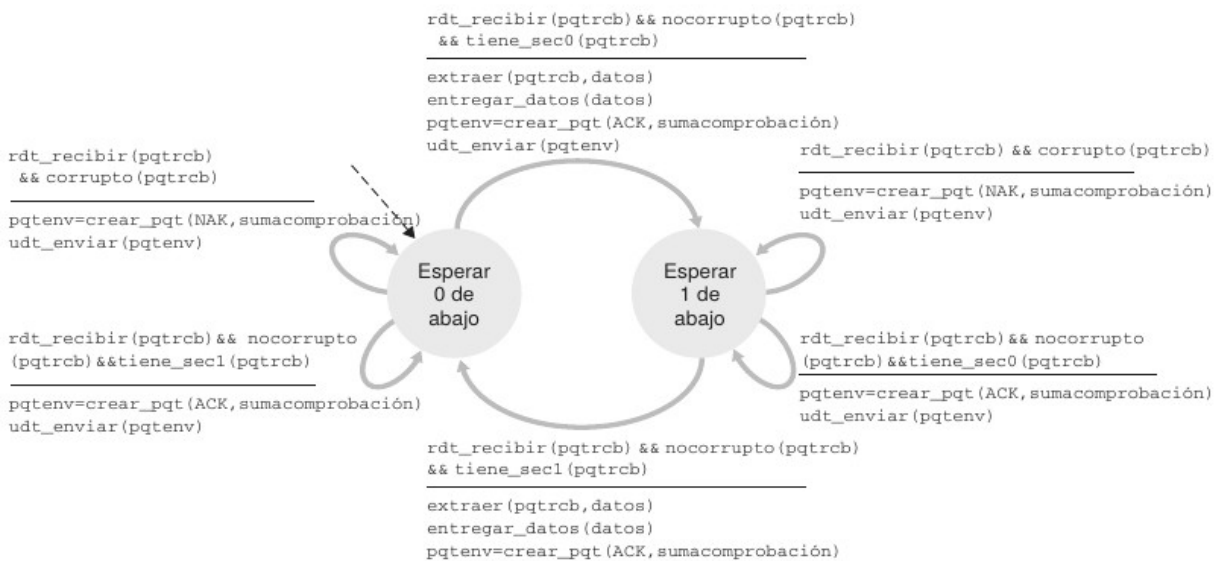 rdt_recibir(pqtrcb) && nocorrupto(pqtrcb)
&& tiene_sec0(pqtrcb)
extraer(pqtrcb,datos)
entregar_datos(datos)
pqtenv=crear_pqt(ACK,sumacomprobación)
udt_enviar(pqtenv)
rdt_recibir(pqtrcb)
&& corrupto(pqtrcb)
pqtenv=crear_pqt(NAK,sumacomprobación)
udt_enviar(pqtenv)
rdt_recibir(pqtrcb) && corrupto(pqtrcb)
pqtenv=crear_pqt(NAK,sumacomprobación)
udt_enviar(pqtenv)
Esperar
0 de
abajo
Esperar
1 de
abajo
rdt_recibir(pqtrcb)&& nocorrupto
(pqtrcb)&&tiene_sec1(pqtrcb)
pqtenv=crear_pqt(ACK,sumacomprobación)
udt_enviar(pqtenv)
rdt_recibir(pqtrcb)&& nocorrupto
(pqtrcb)&&tiene_sec0(pqtrcb)
pqtenv=crear_pqt(ACK,sumacomprobación)
udt_enviar(pqtenv)
rdt_recibir(pqtrcb) && nocorrupto(pqtrcb)
&& tiene_sec1(pqtrcb)
extraer(pqtrcb,datos)
entregar_datos(datos)
pqtenv=crear_pqt(ACK,sumacomprobación)